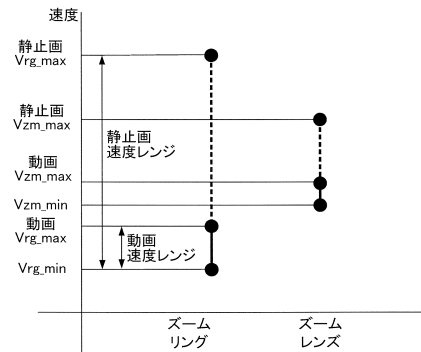 速度
静止画
Vrg_max
静止画
Vzm_max
静止画
速度レンジ
動画
Vzm_max
Vzm_min
動画
Vrg_max
動画
速度レンジ
Vrg_min
ズーム
リング
ズーム
レンズ